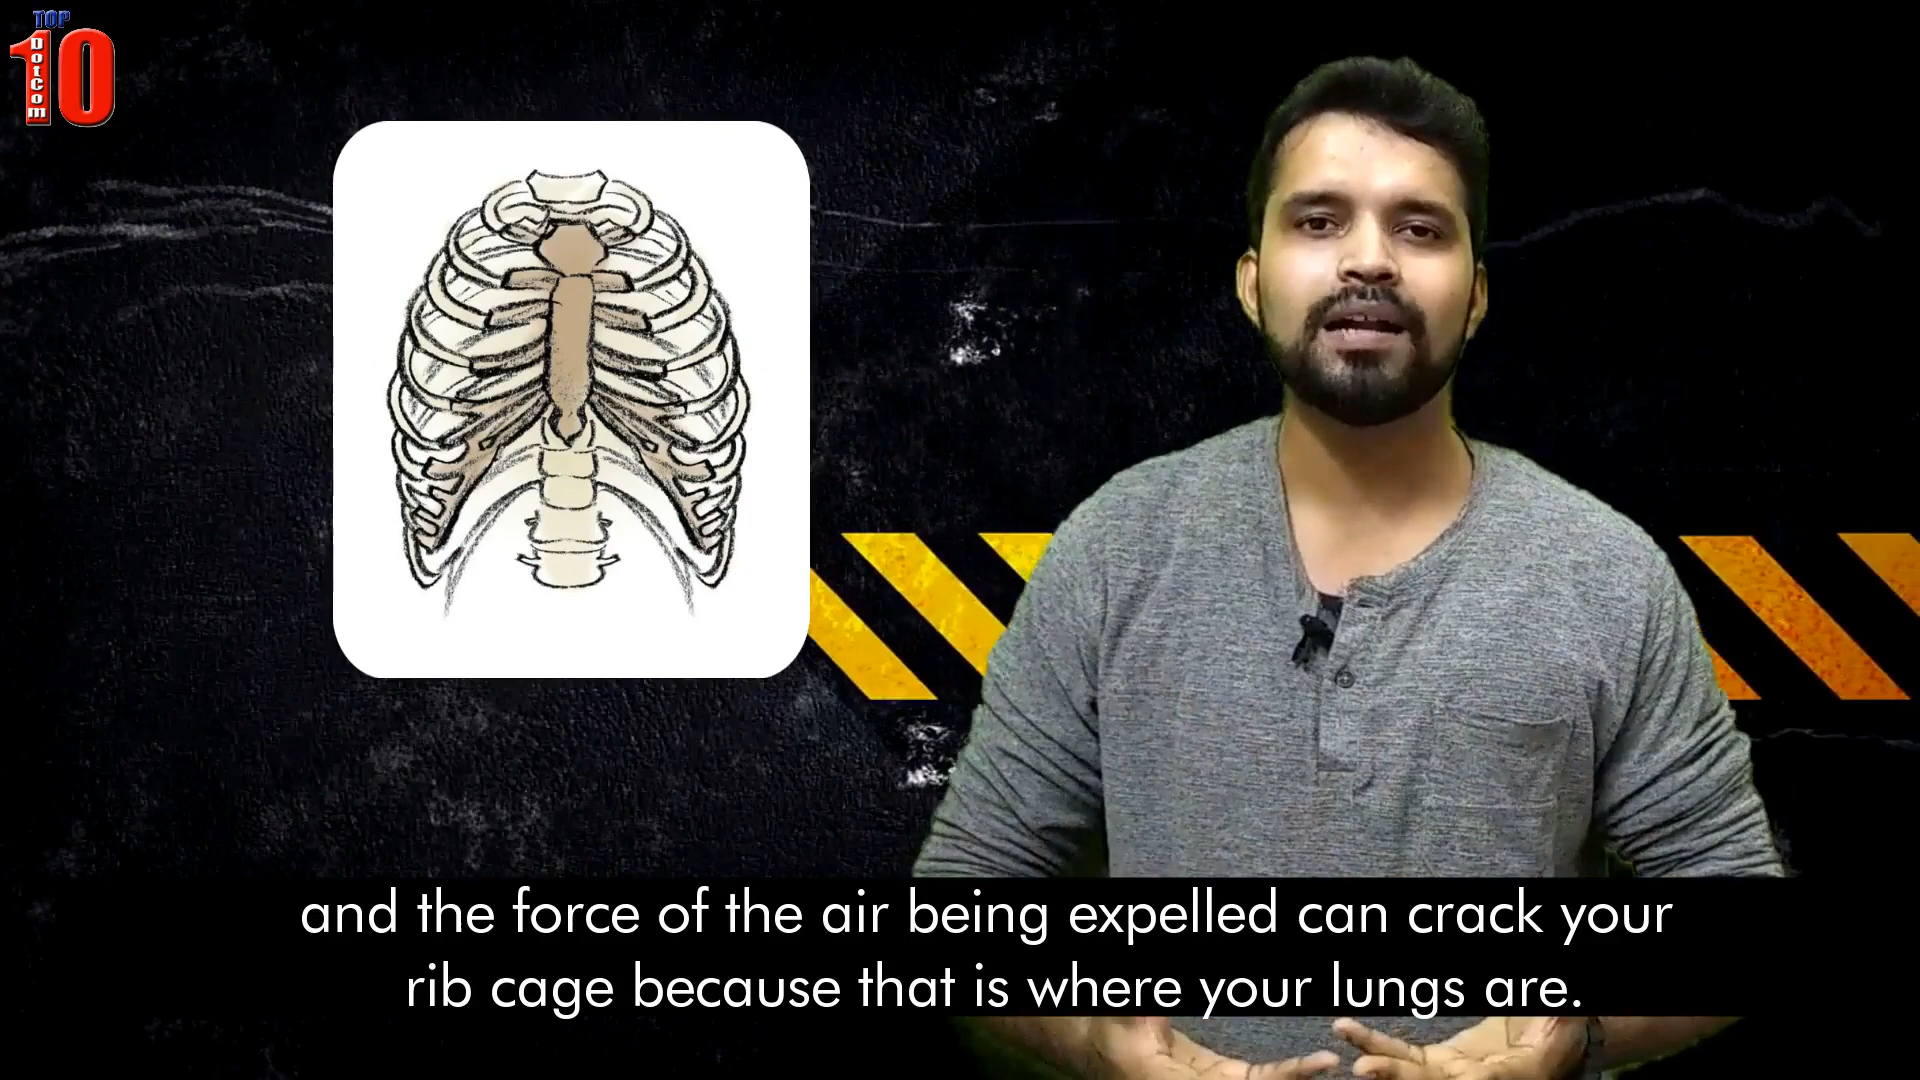 TOP
10
DotCom
and the force of the air being expelled can crack your
rib cage because that is where your lungs are.